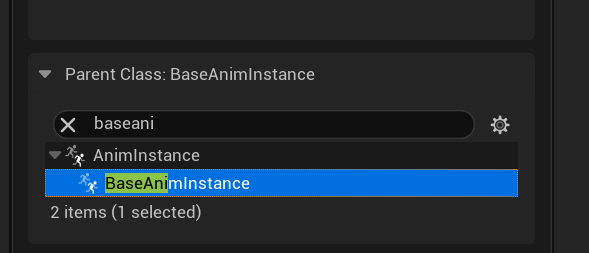 Parent Class: BaseAnimInstance
baseani
AnimInstance
BaseAnimInstance
2 items (1 selected)